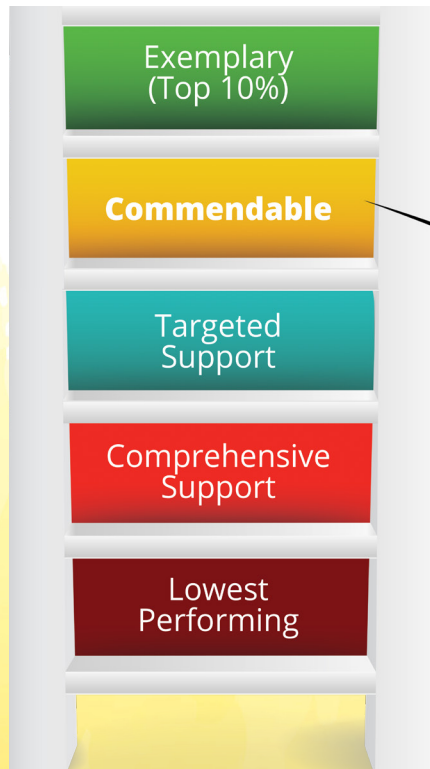 Exemplary
(Top 10%)
Commendable
Targeted
Support
Comprehensive
Support
Lowest
Performing